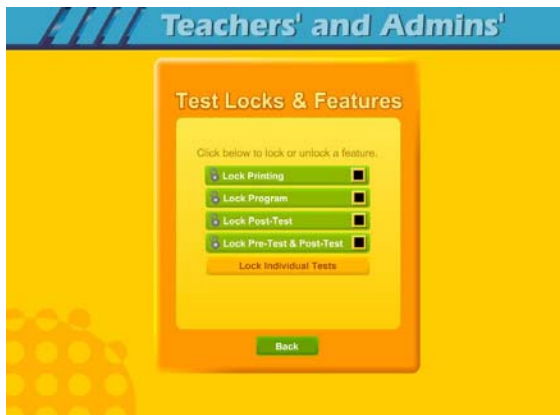 Teachers' and Admins'
Test Locks & Features
Click below to lock or unlock a feature.
Lock Printing
Lock Program
Lock Post-Test
Lock Pre-Test & Post-Test
Lock Individual Tests
Back